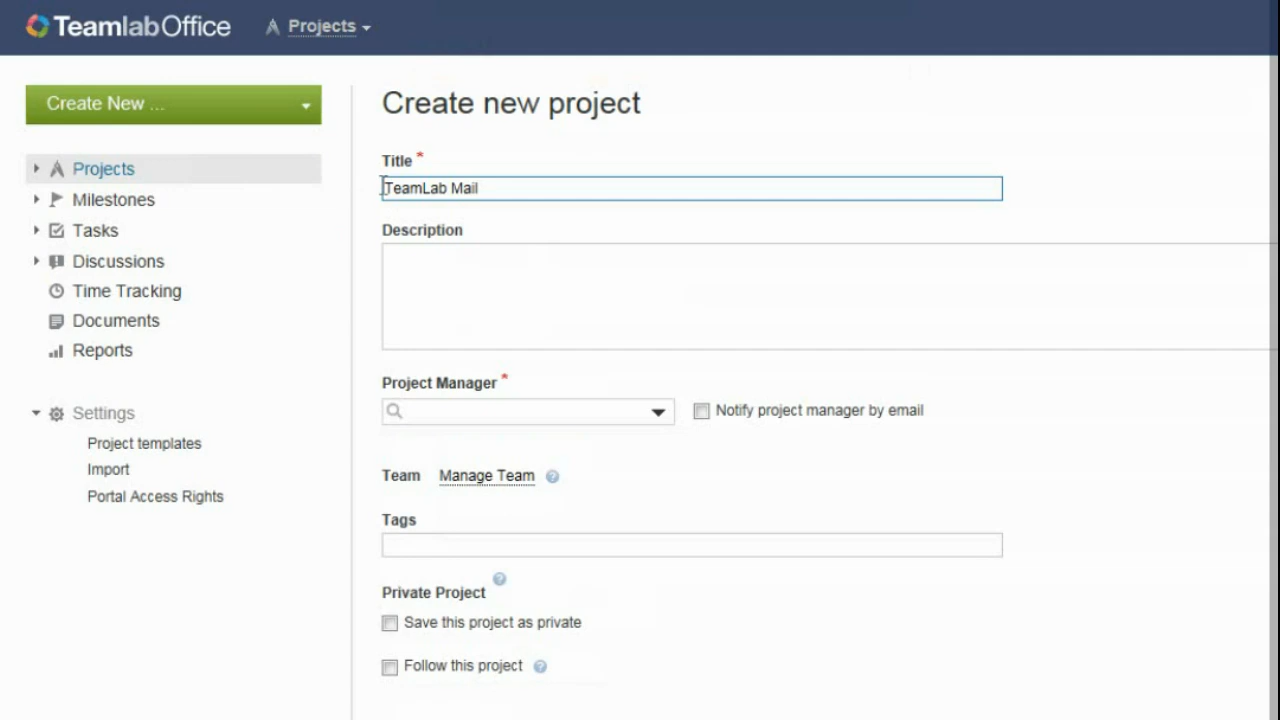 TeamlabOffice
Projects
Create New ...
Projects
Milestones
Tasks
Discussions
Time Tracking
Documents
Reports
Settings
Project templates
Import
Portal Access Rights
Create new project
Title *
TeamLab Mail
Description
Project Manager *
Notify project manager by email
Team Manage Team ?
Tags
Private Project ?
Save this project as private
Follow this project ?